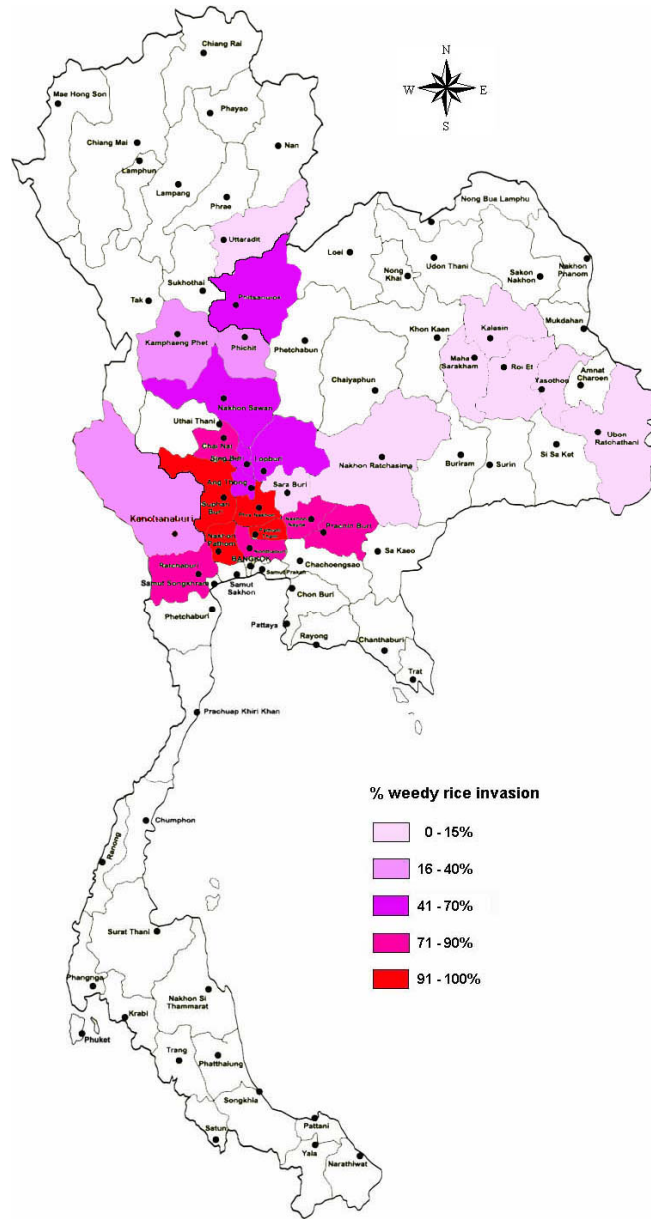 Chiang Rai
N
W E
S
Mae Hong Son
Phayao
Chiang Mai
Nan
Lamphun
Lampang
Phrae
Nong Bua Lamphu
Uttaradit
Loei
Udon Thani
Nong
Khai
Sakon
Nakhon
Nakhon
Phanom
Sukhothai
Tak
Mukdahan
Khon Kaen
Kalasin
Kamphaeng Phet
Phichit
Phetchabun
Maha
Sarakham
Roi Et
Amnat
Charoen
Yasothon
Chaiyaphun
Nakhon Sawan
Uthai Thani
Ubon
Ratchathani
Chai Nat
Buriram
Surin
Si Sa Ket
Nakhon Ratchasima
Ang Thong
Sara Buri
Kanchanaburi
Prachin Buri
Nakhon
Pathom
BANGKOK
Sa Kaeo
Ratchaburi
Chachoengsao
Samut Songkhram
Samut
Sakhon
Samut Prakan
Chon Buri
Phetchaburi
Pattaya
Rayong
Chanthaburi
Trat
Prachuap Khiri Khan
% weedy rice invasion
0 - 15%
16 - 40%
41 - 70%
71 - 90%
91 - 100%
Chumphon
Ranong
Surat Thani
Phangnga
Nakhon Si
Thammarat
Krabi
Phuket
Trang
Phatthalung
Songkhla
Satun
Pattani
Yala
Narathiwat